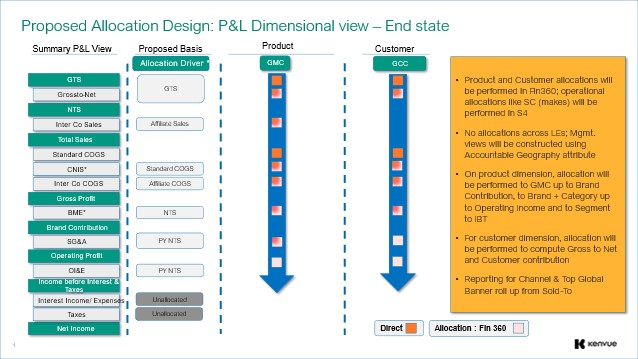 Proposed Allocation Design: P&L Dimensional view – End state
Summary P&L View
Proposed Basis
Product
Customer
Allocation Driver *
GMC
GCC
GTS
Grossto-Net
NTS
Inter Co Sales
Total Sales
Standard COGS
CNIS*
Inter Co COGS
Gross Profit
BME*
Brand Contribution
SG&A
Operating Profit
OI&E
Income before Interest &
Taxes
Interest Income/ Expenses
Taxes
Net Income
GTS
Affiliate Sales
Standard COGS
Affiliate COGS
NTS
PY NTS
PY NTS
Unallocated
Unallocated
• Product and Customer allocations will
be performed in Fin360; operational
allocations like SC (makes) will be
performed in S4
• No allocations across LEs; Mgmt.
views will be constructed using
Accountable Geography attribute
• On product dimension, allocation will
be performed to GMC up to Brand
Contribution, to Brand + Category up
to Operating Income and to Segment
to IBT
• For customer dimension, allocation will
be performed to compute Gross to Net
and Customer contribution
• Reporting for Channel & Top Global
Banner roll up from Sold-To
Direct
Allocation : Fin 360
1
kenvue